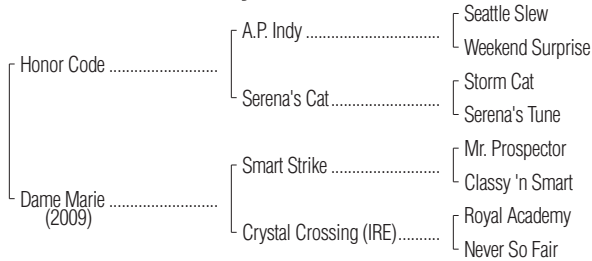 Seattle Slew
A.P. Indy ..............................
Weekend Surprise
Honor Code ........................
Storm Cat
Serena's Cat........................
Serena's Tune
Mr. Prospector
Smart Strike ........................
Classy 'n Smart
Dame Marie ........................
(2009)
Royal Academy
Crystal Crossing (IRE)..........
Never So Fair